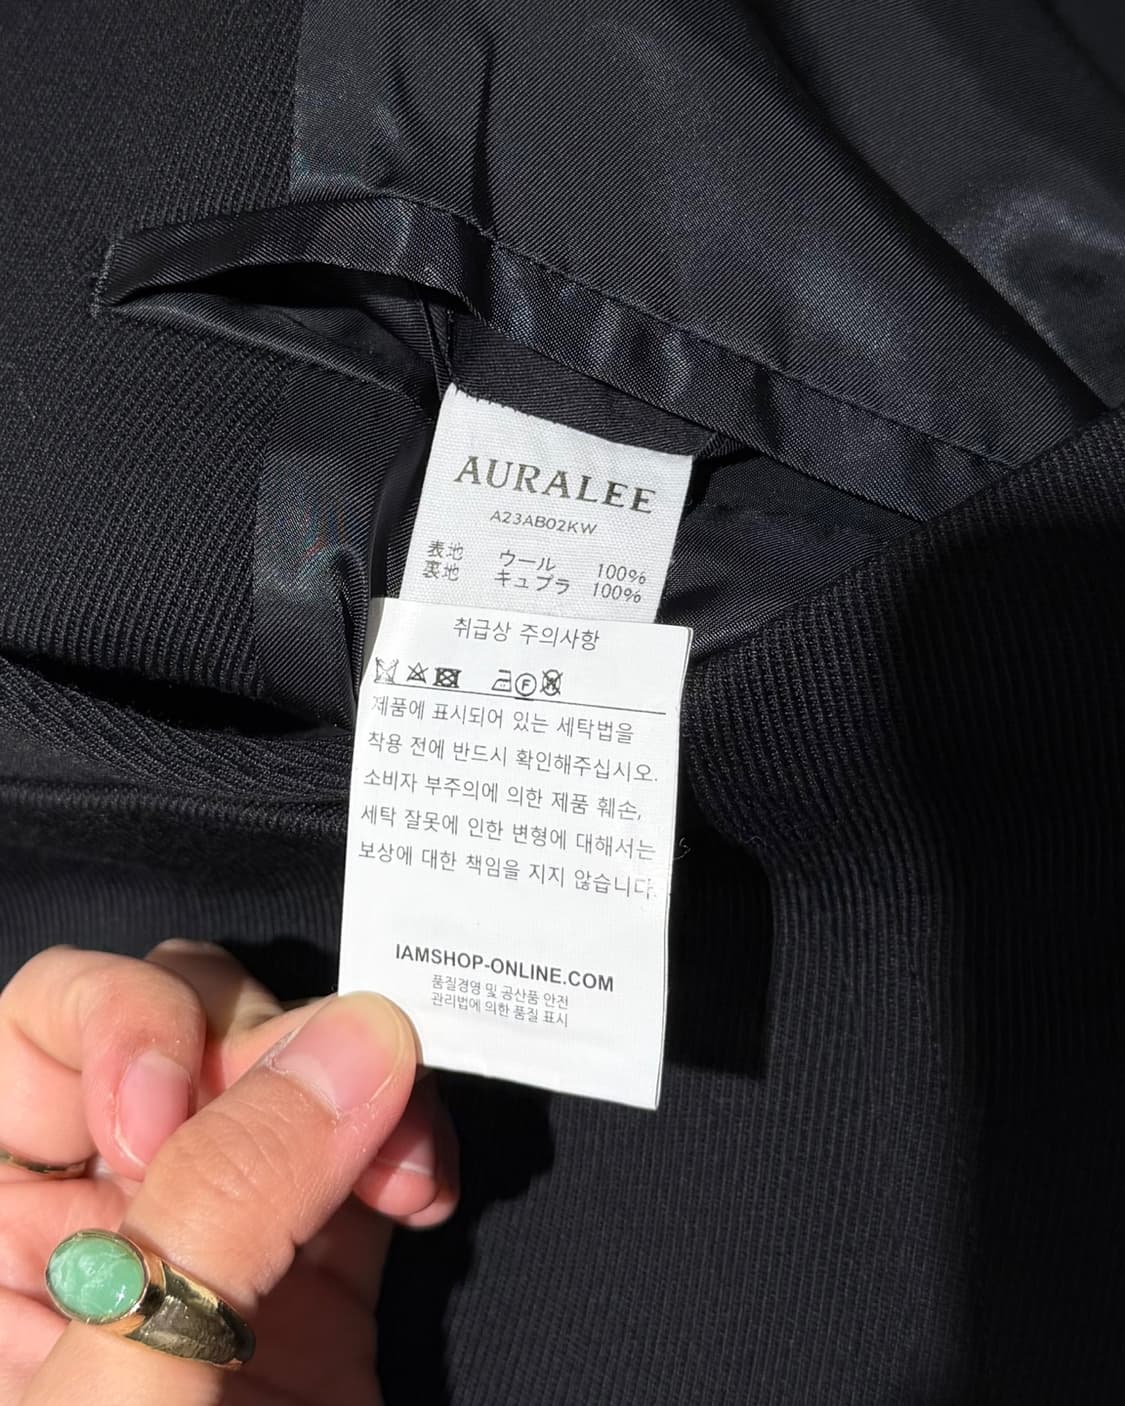 AURALEE
A23AB02KW
表地 ウール 100%
裏地 キュプラ 100%
취급상 주의사항
F
제품에 표시되어 있는 세탁법을
착용 전에 반드시 확인해주십시오.
소비자 부주의에 의한 제품 훼손,
세탁 잘못에 인한 변형에 대해서는
보상에 대한 책임을 지지 않습니다.
IAMSHOP-ONLINE.COM
품질경영 및 공산품 안전
관리법에 의한 품질 표시